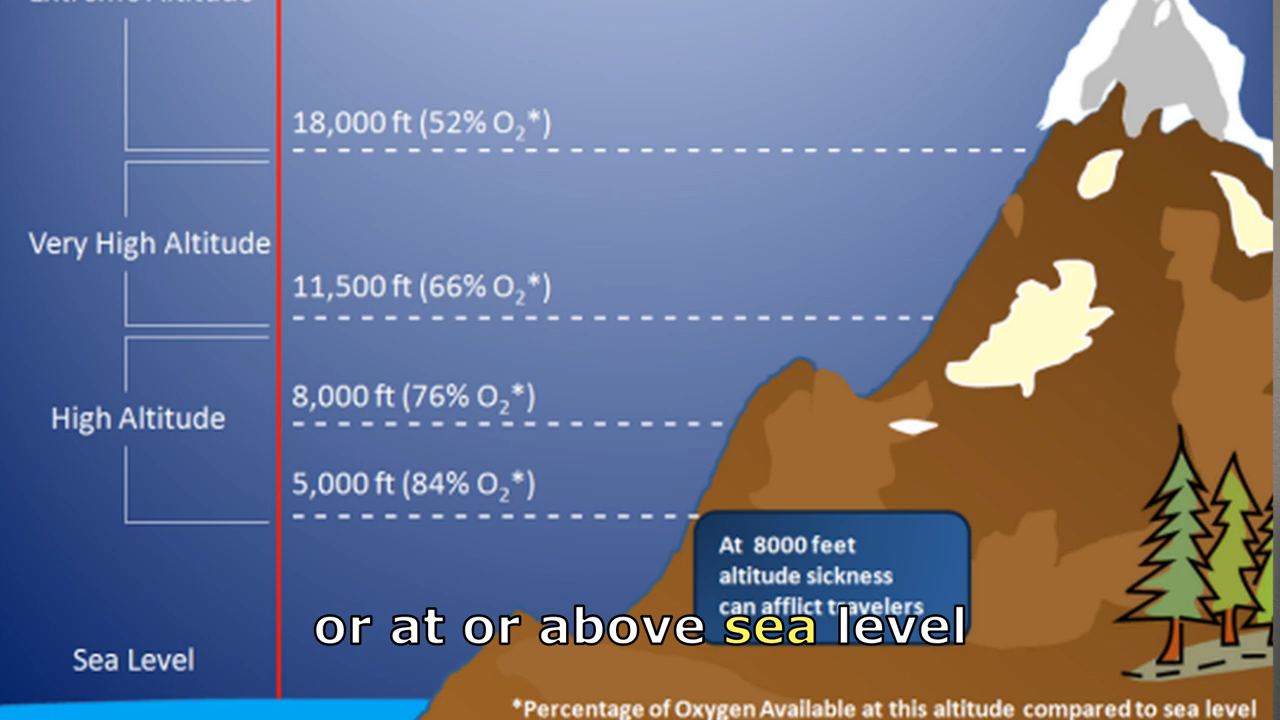 Extreme Altitude
18,000 ft (52% O₂*)
Very High Altitude
11,500 ft (66% O₂*)
8,000 ft (76% O₂*)
High Altitude
5,000 ft (84% O₂*)
At 8000 feet
altitude sickness
can afflict travelers
or at or above sea level
Sea Level
*Percentage of Oxygen Available at this altitude compared to sea level